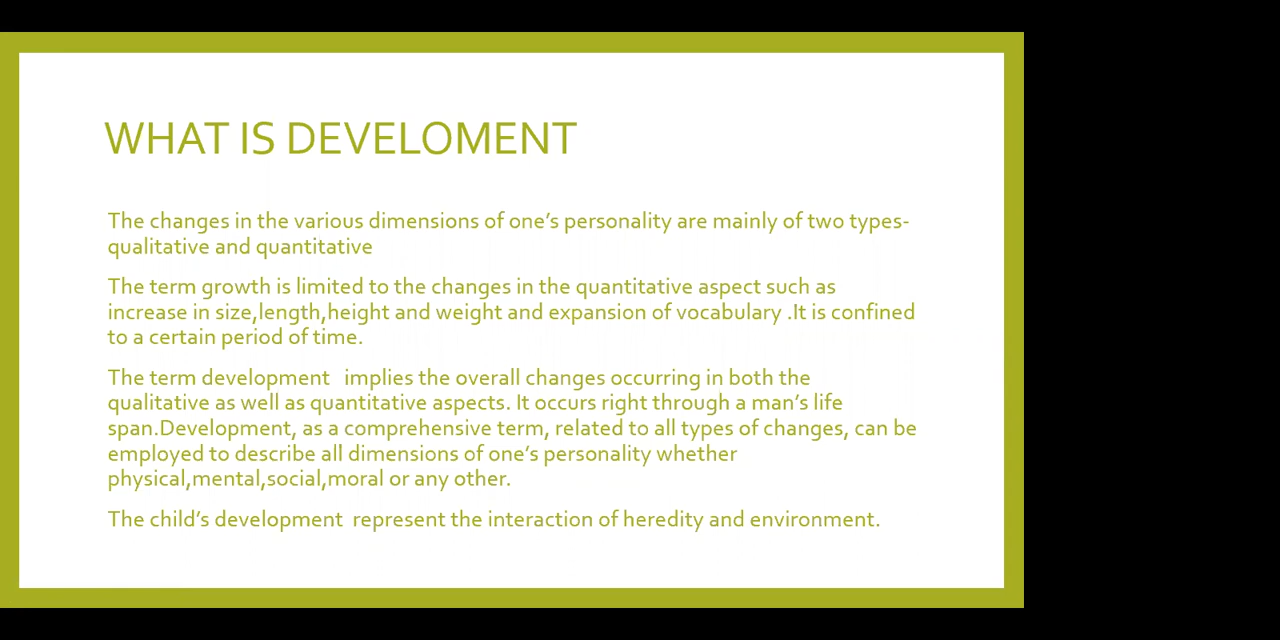 WHAT IS DEVELOMENT
The changes in the various dimensions of one’s personality are mainly of two types-
qualitative and quantitative
The term growth is limited to the changes in the quantitative aspect such as
increase in size,length,height and weight and expansion of vocabulary .It is confined
to a certain period of time.
The term development   implies the overall changes occurring in both the
qualitative as well as quantitative aspects. It occurs right through a man’s life
span.Development, as a comprehensive term, related to all types of changes, can be
employed to describe all dimensions of one’s personality whether
physical,mental,social,moral or any other.
The child’s development  represent the interaction of heredity and environment.